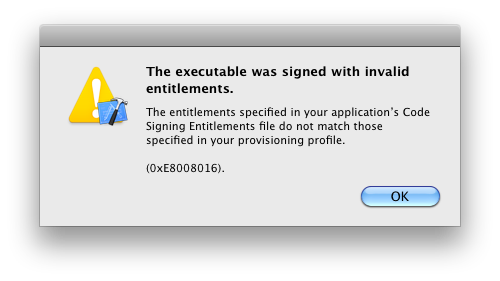 The executable was signed with invalid
entitlements.
The entitlements specified in your application’s Code
Signing Entitlements file do not match those
specified in your provisioning profile.
(0xE8008016).
OK